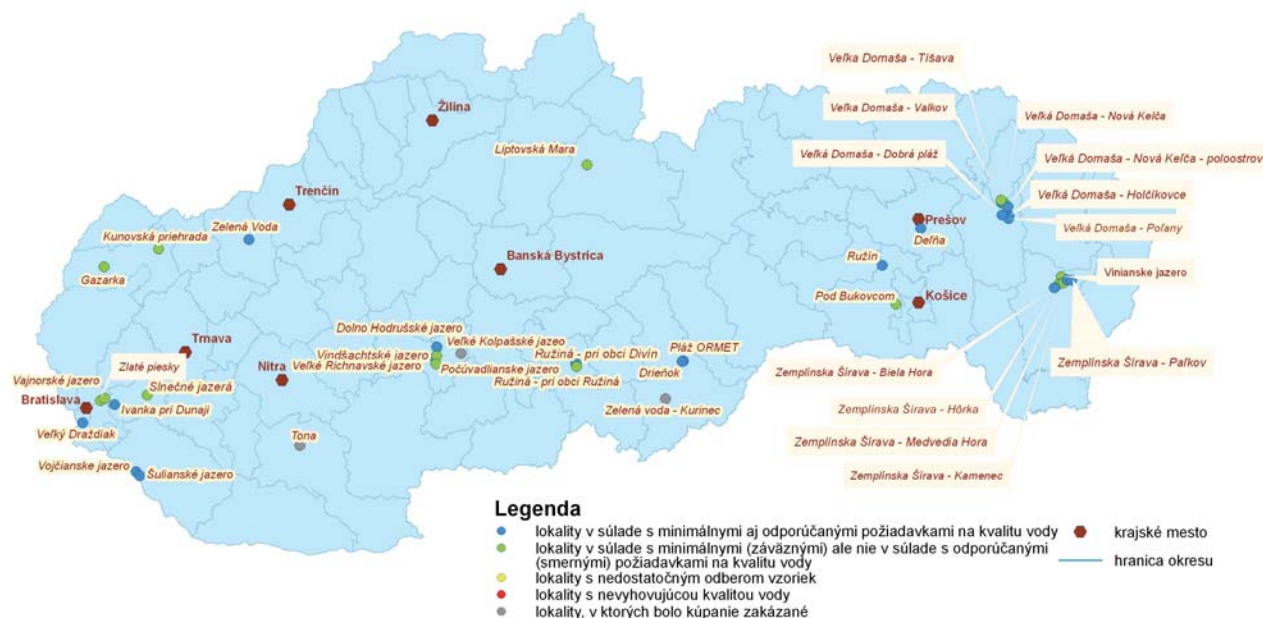 Veľka Domaša - Tíšava
Žilina
Veľka Domaša - Valkov
Veľká Domaša - Nová Kelča
Liptovská Mara
Veľká Domaša - Dobrá pláž
Veľká Domaša - Nová Keľča - poloostrov
Trenčín
Veľká Domaša - Holčíkovce
Prešov
Zelená Voda
Veľká Domaša - Poľany
Kunovská priehrada
Deľňa
Banská Bystrica
Ružín
Gazarka
Vinianske jazero
Pod Bukovcom
Košice
Dolno Hodrušské jazero
Veľké Kolpašské jazeo
Trnava
Vindšachtské jazero
Ružiná - pri obci Divín
Pláž ORMET
Zlaté piesky
Nitra
Veľké Richnavské jazero
Počúvadlianske jazero
Drieňok
Zemplínska Šírava - Biela Hora
Zemplínska Šírava - Paľkov
Vajnorské jazero
Slnečné jazerá
Ružiná - pri obci Ružiná
Bratislava
Ivanka pri Dunaji
Zelená voda - Kurinec
Zemplínska Šírava - Hôrka
Veľký Draždiak
Tona
Zemplínska Šírava - Medvedia Hora
Vojčianske jazero
Šulianské jazero
Zemplínska Šírava - Kamenec
Legenda
lokality v súlade s minimálnymi aj odporúčanými požiadavkami na kvalitu vody
krajské mesto
lokality v súlade s minimálnymi (záväznými) ale nie v súlade s odporúčanými
(smernými) požiadavkami na kvalitu vody
hranica okresu
lokality s nedostatočným odberom vzoriek
lokality s nevyhovujúcou kvalitou vody
lokality, v ktorých bolo kúpanie zakázané